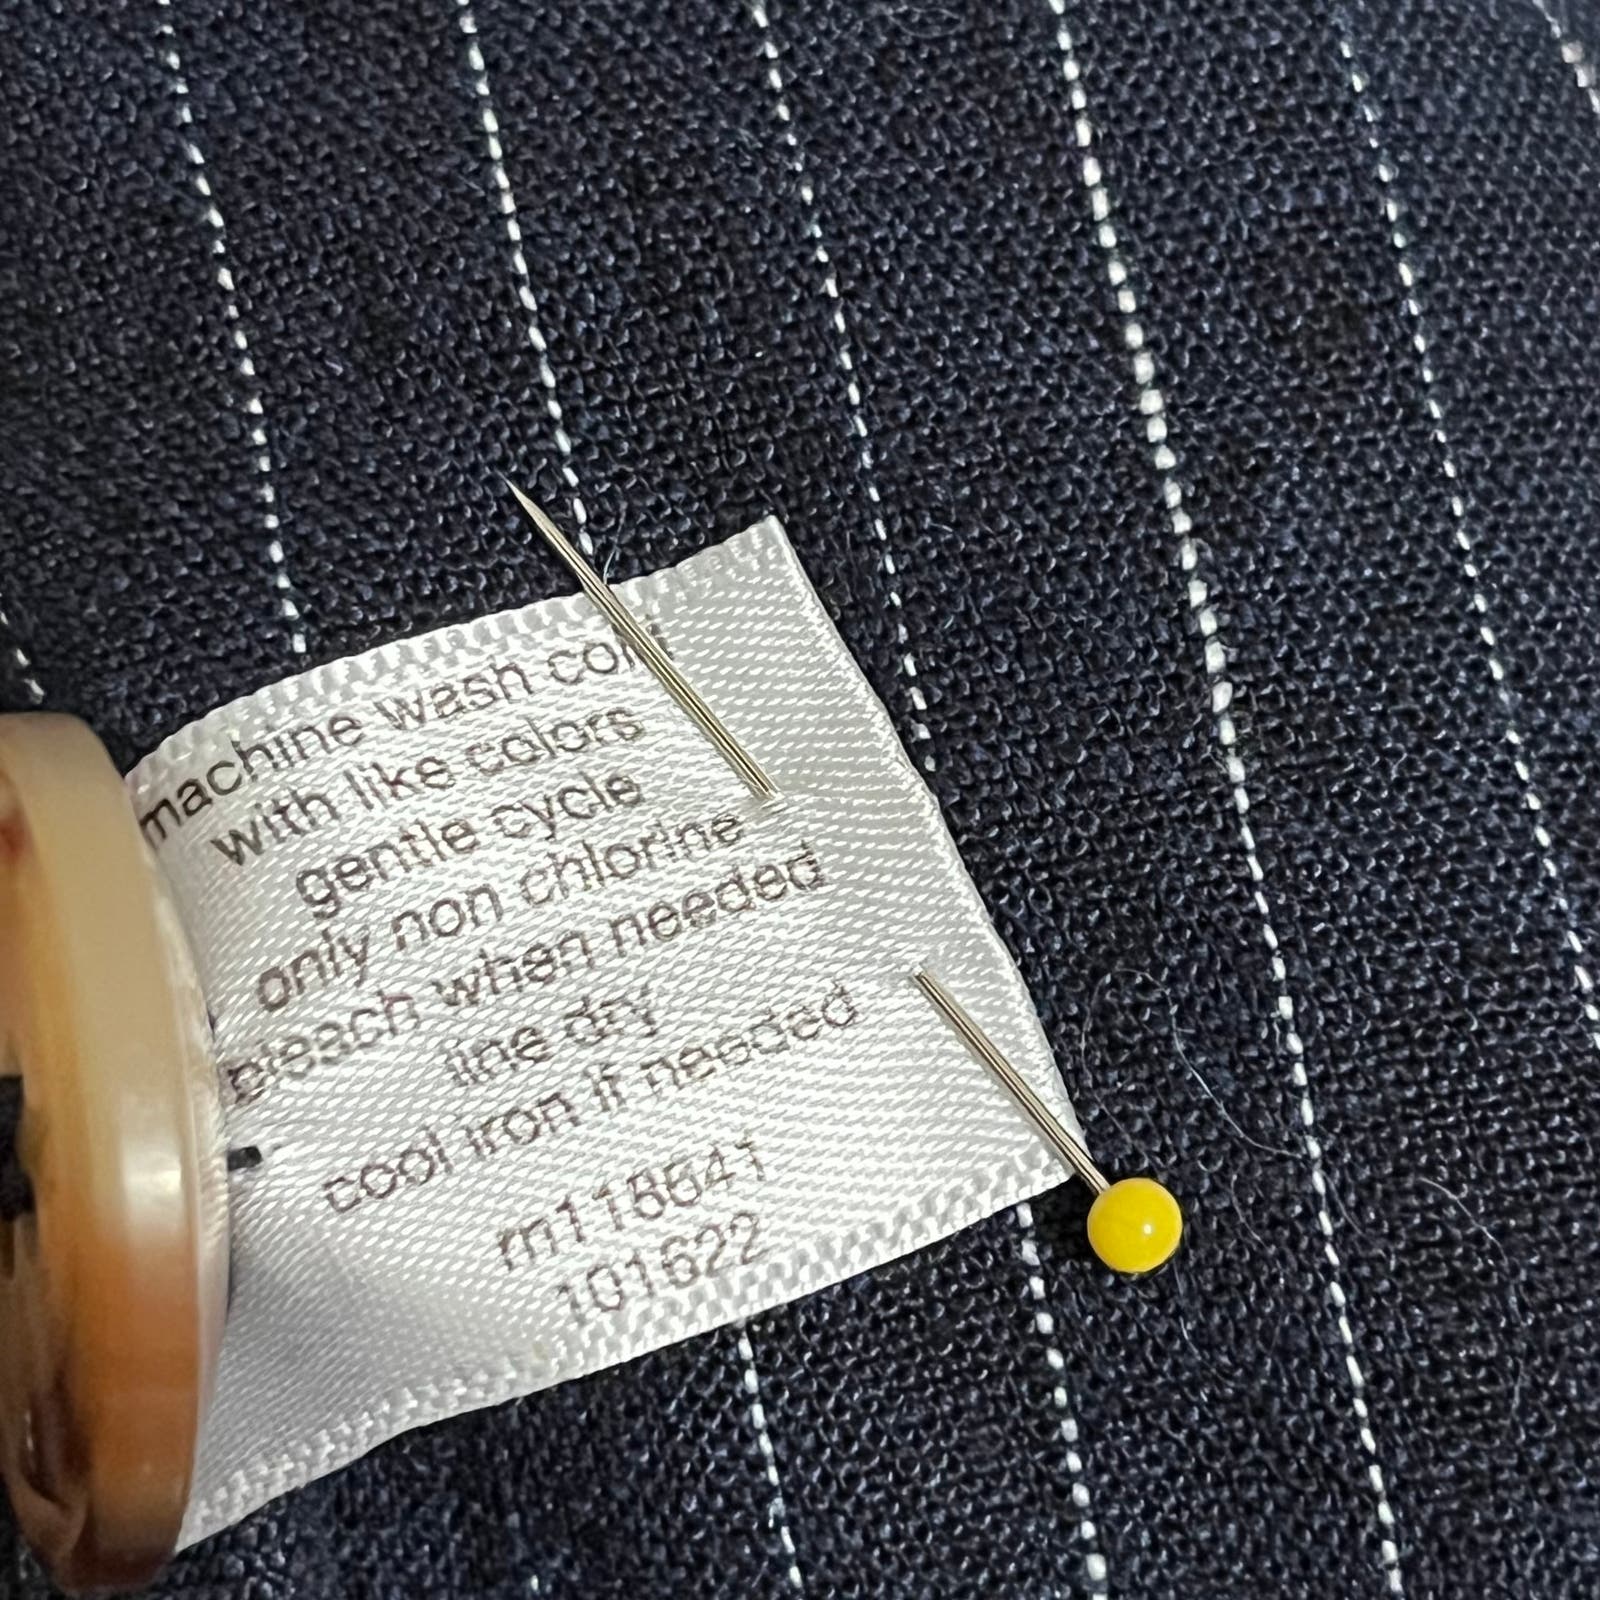 machine wash cold
with like colors
gentle cycle
only non chlorine
bleach when needed
line dry
cool iron if needed
m118641
101622